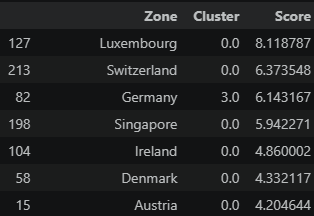 Zone Cluster Score
127 Luxembourg 0.0 8.118787
213 Switzerland 0.0 6.373548
82 Germany 3.0 6.143167
198 Singapore 0.0 5.942271
104 Ireland 0.0 4.860002
58 Denmark 0.0 4.332117
15 Austria 0.0 4.204644